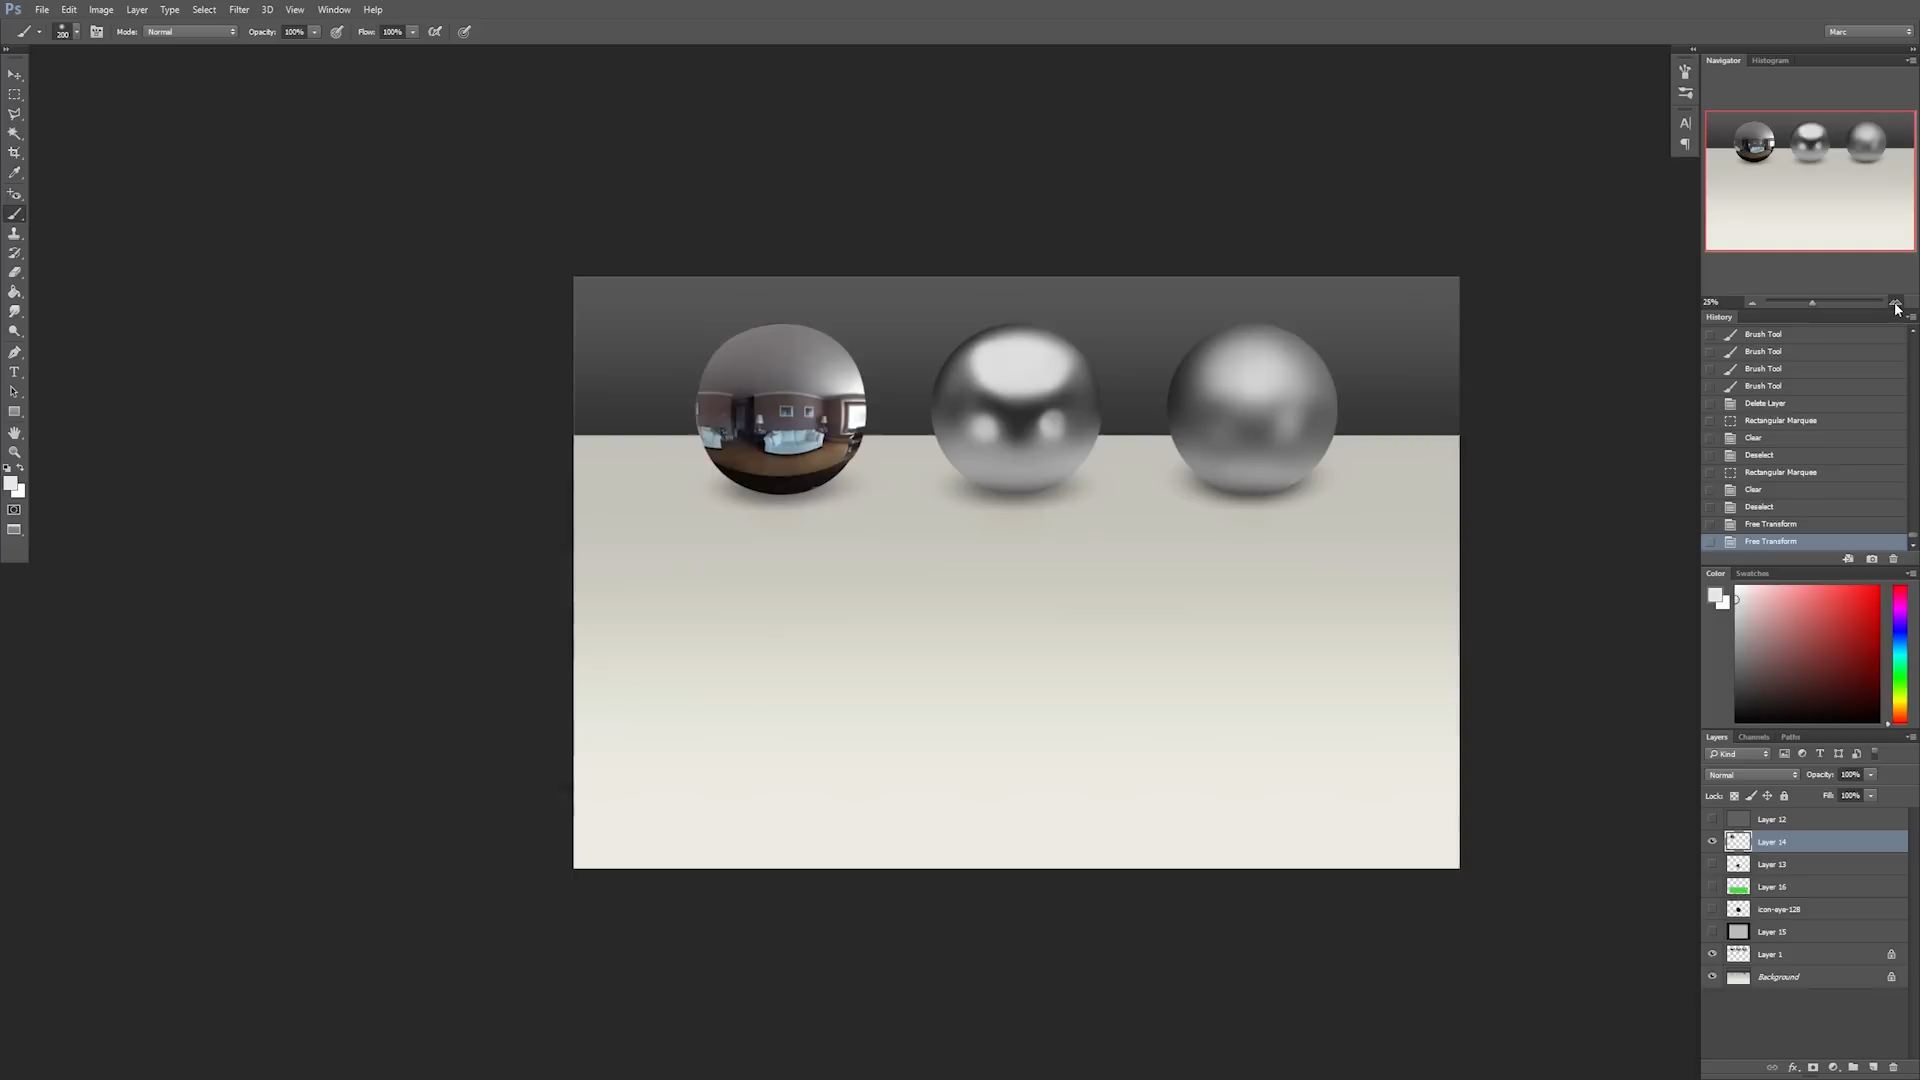 Ps File Edit Image Layer Type Select Filter 3D View Window Help
200 Mode: Normal Opacity: 100% Flow: 100% Marc
Navigator Histogram
25%
History
Brush Tool
Brush Tool
Brush Tool
Brush Tool
Delete Layer
Rectangular Marquee
Clear
Deselect
Rectangular Marquee
Clear
Deselect
Free Transform
Free Transform
Color Swatches
Layers Channels Paths
Kind
Normal Opacity: 100%
Lock: Fill: 100%
Layer 12
Layer 14
Layer 13
Layer 16
icon-eye-128
Layer 15
Layer 1
Background